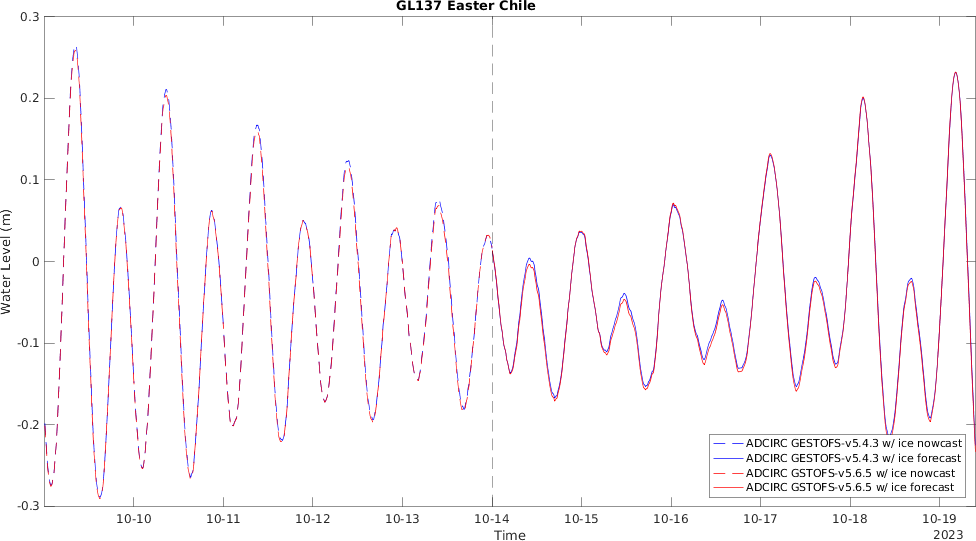 GL137 Easter Chile
0.3
0.2
0.1
0
-0.1
-0.2
-0.3
Water Level (m)
10-10 10-11 10-12 10-13 10-14 10-15 10-16 10-17 10-18 10-19
2023
Time
ADCIRC GESTOFS-v5.4.3 w/ ice nowcast
ADCIRC GESTOFS-v5.4.3 w/ ice forecast
ADCIRC GSTOFS-v5.6.5 w/ ice nowcast
ADCIRC GSTOFS-v5.6.5 w/ ice forecast